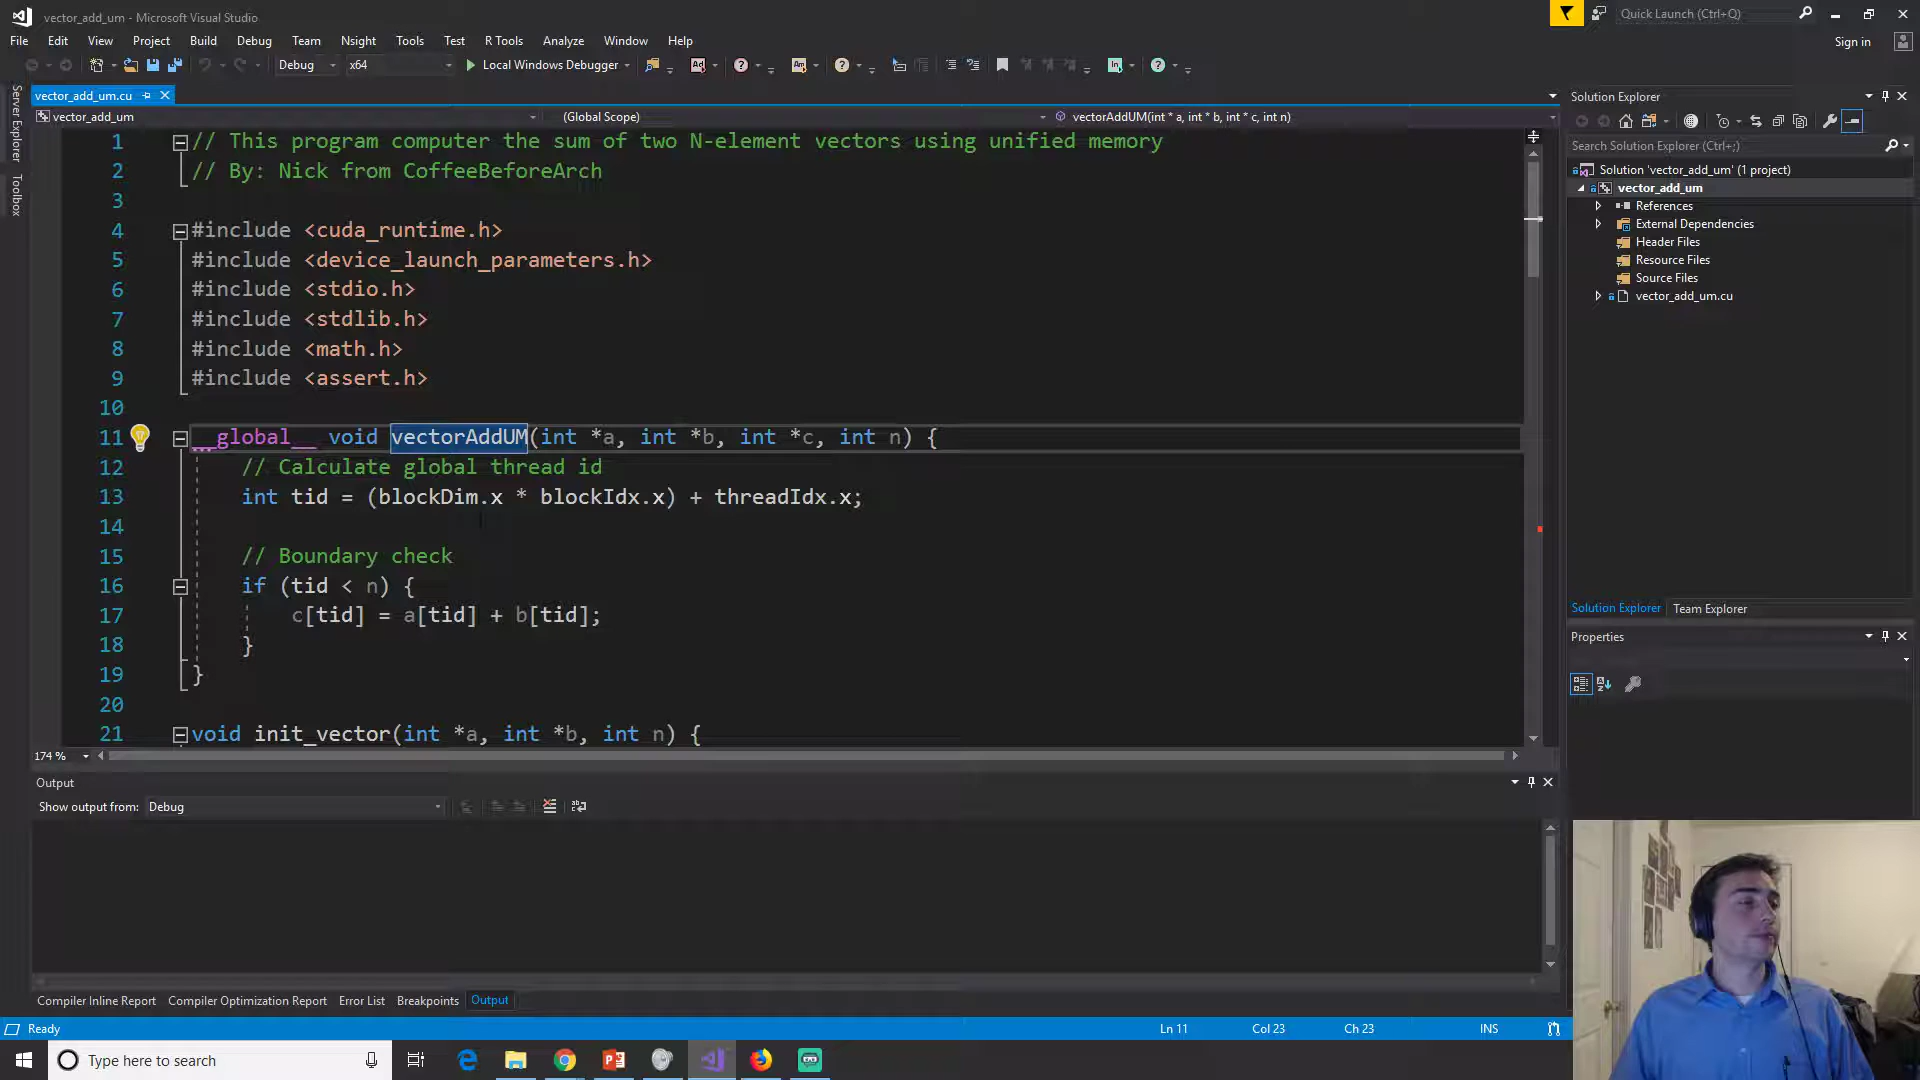 vector_add_um - Microsoft Visual Studio
Quick Launch (Ctrl+Q)
File Edit View Project Build Debug Team Nsight Tools Test R Tools Analyze Window Help
Sign in
Debug x64 Local Windows Debugger
Server Explorer
Toolbox
vector_add_um.cu
vector_add_um (Global Scope) vectorAddUM(int * a, int * b, int * c, int n)
1 // This program computer the sum of two N-element vectors using unified memory
2 // By: Nick from CoffeeBeforeArch
3
4 #include <cuda_runtime.h>
5 #include <device_launch_parameters.h>
6 #include <stdio.h>
7 #include <stdlib.h>
8 #include <math.h>
9 #include <assert.h>
10
11 __global__ void vectorAddUM(int *a, int *b, int *c, int n) {
12 // Calculate global thread id
13 int tid = (blockDim.x * blockIdx.x) + threadIdx.x;
14
15 // Boundary check
16 if (tid < n) {
17 c[tid] = a[tid] + b[tid];
18 }
19 }
20
21 void init_vector(int *a, int *b, int n) {
174 %
Solution Explorer
Search Solution Explorer (Ctrl+;)
Solution 'vector_add_um' (1 project)
vector_add_um
References
External Dependencies
Header Files
Resource Files
Source Files
vector_add_um.cu
Solution Explorer Team Explorer
Properties
Output
Show output from: Debug
Compiler Inline Report Compiler Optimization Report Error List Breakpoints Output
Ready Ln 11 Col 23 Ch 23 INS
Type here to search